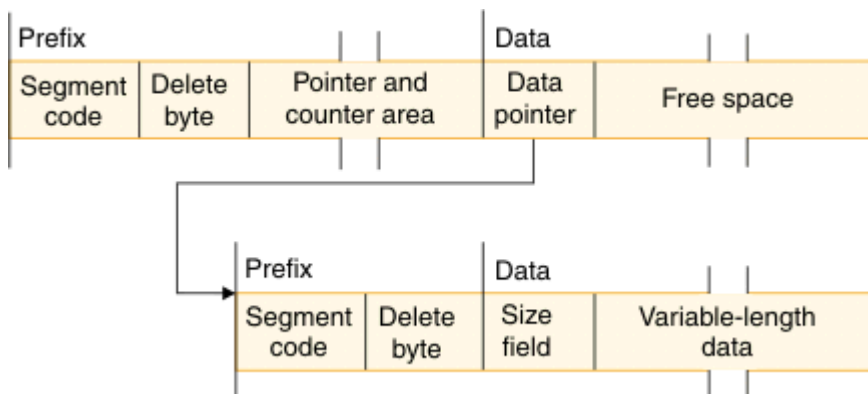 Prefix
Data
Segment
code
Delete
byte
Pointer and
counter area
Data
pointer
Free space
Prefix
Data
Segment
code
Delete
byte
Size
field
Variable-length
data